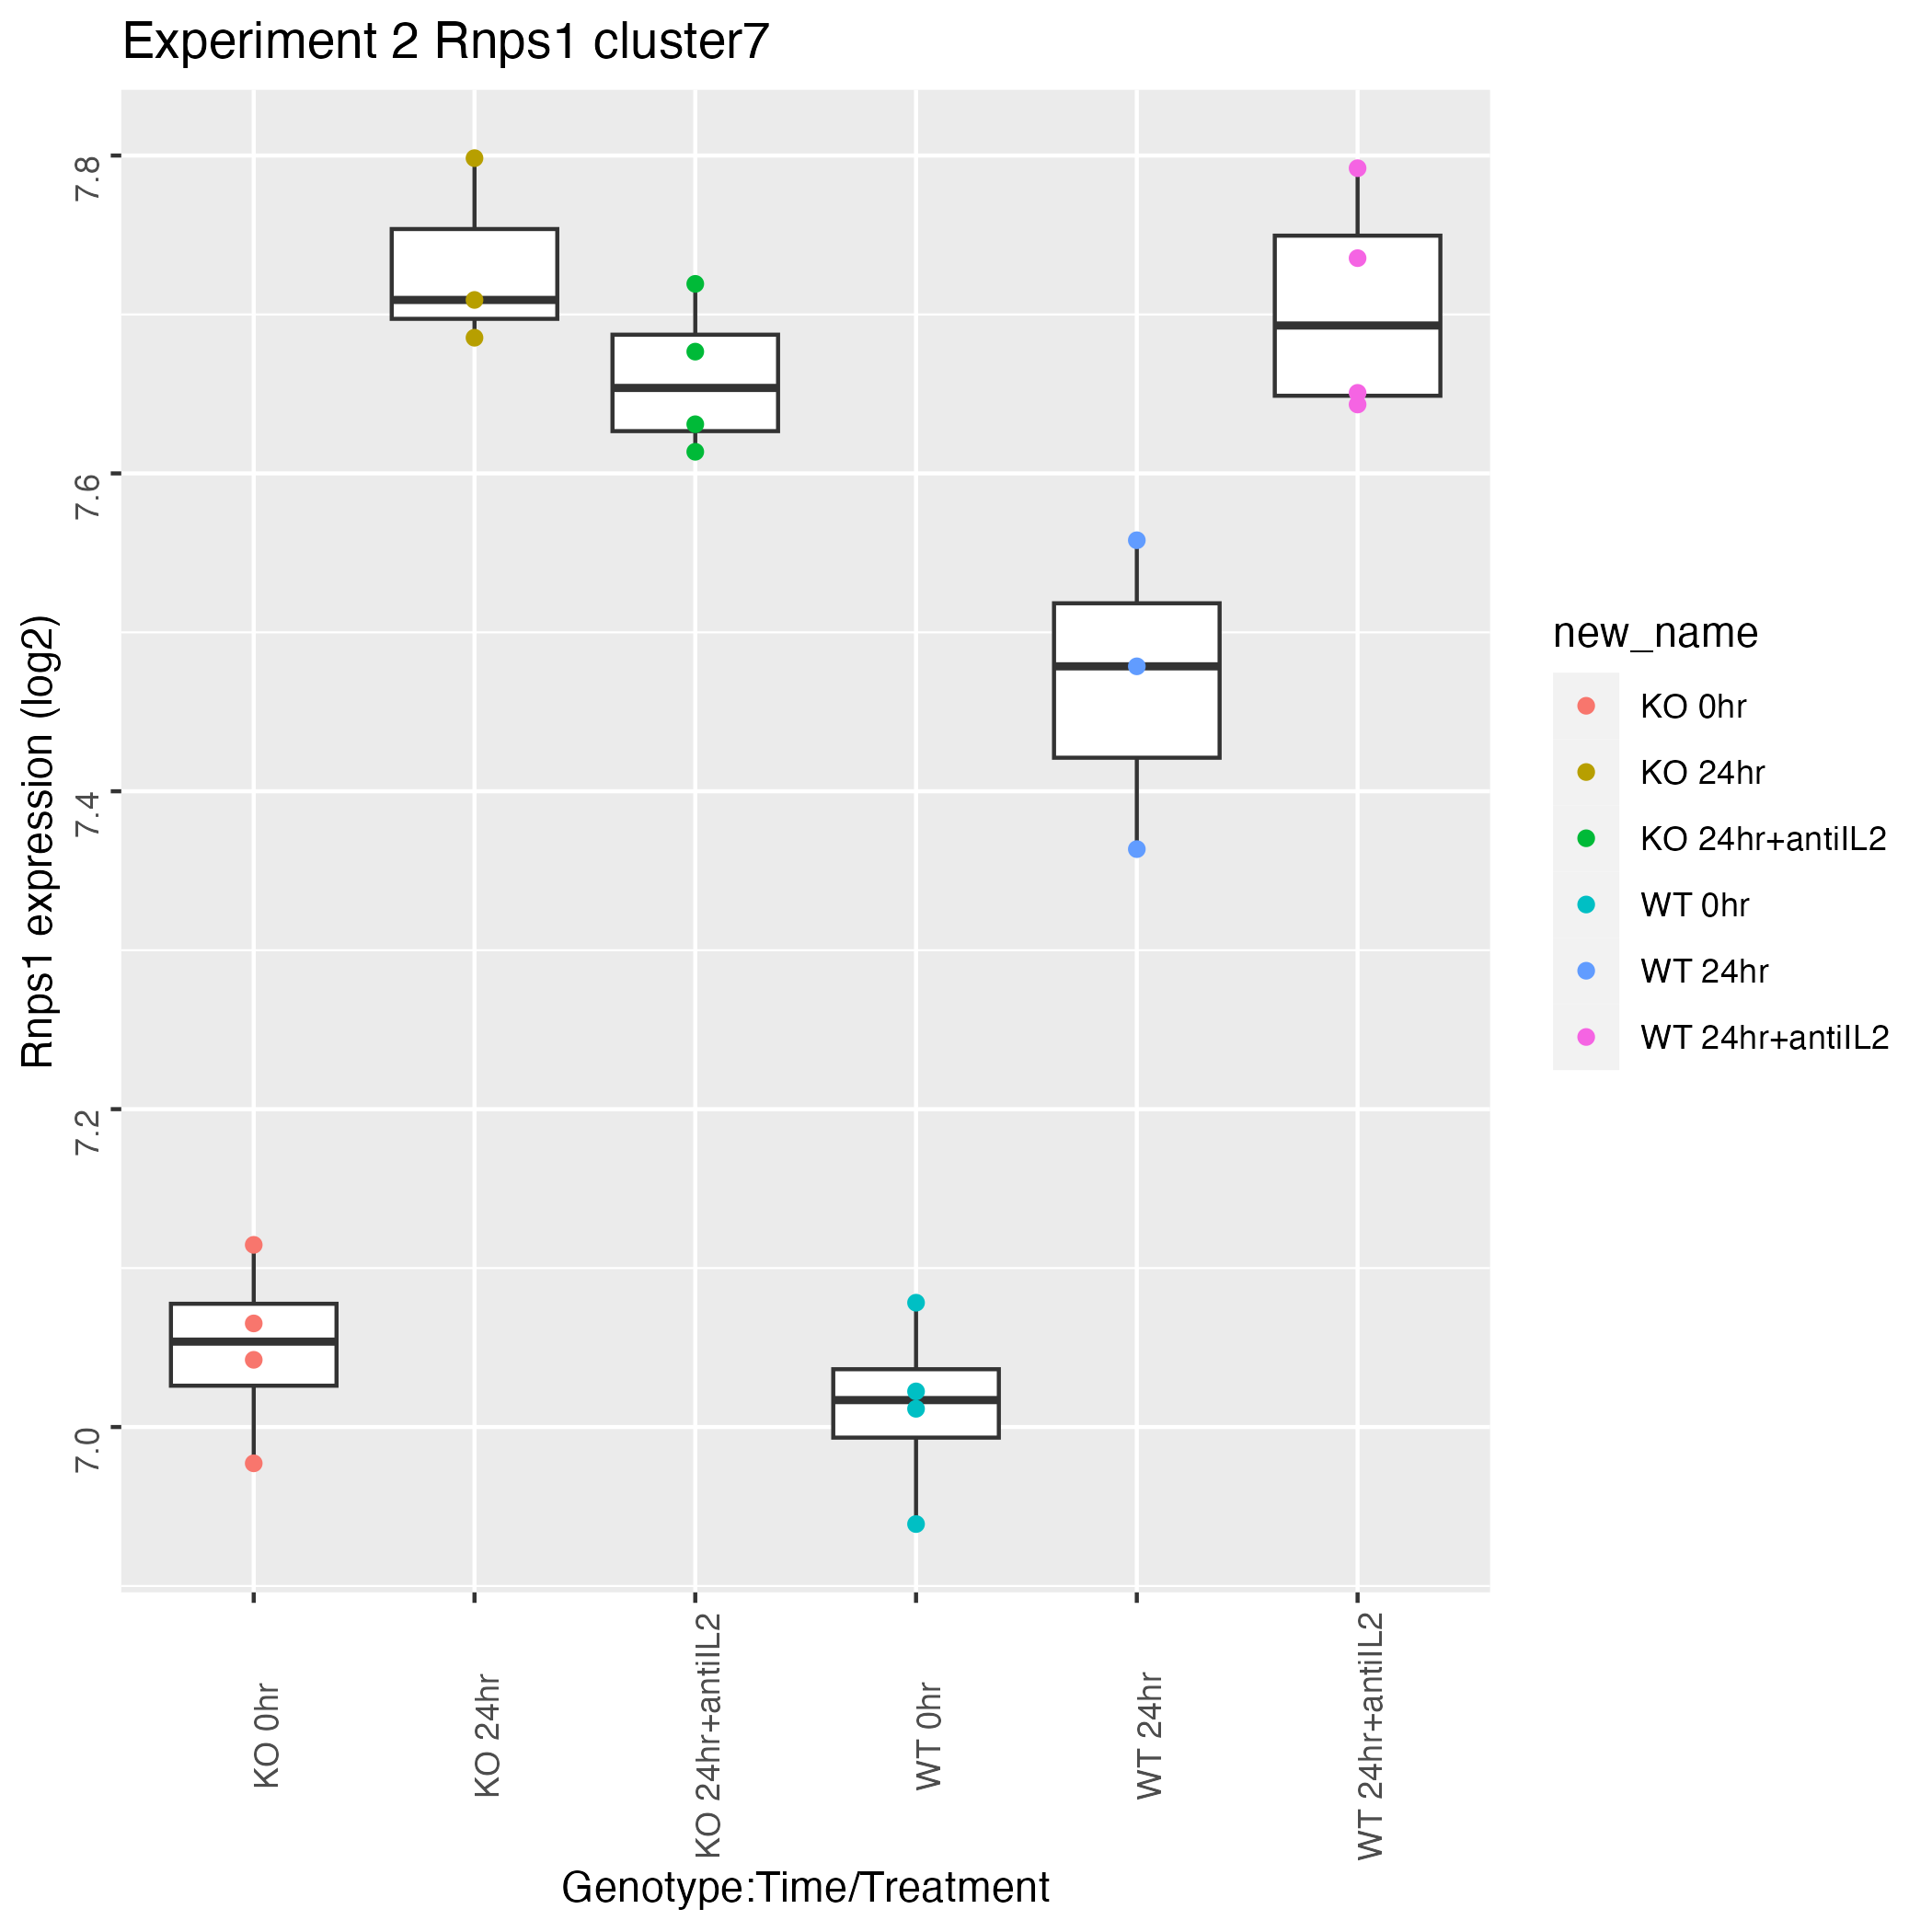 Experiment 2 Rnps1 cluster7
Rnps1 expression (log2)
7.8
7.6
7.4
7.2
7.0
KO 0hr
KO 24hr
KO 24hr+antiIL2
WT 0hr
WT 24hr
WT 24hr+antiIL2
Genotype:Time/Treatment
new_name
KO 0hr
KO 24hr
KO 24hr+antiIL2
WT 0hr
WT 24hr
WT 24hr+antiIL2